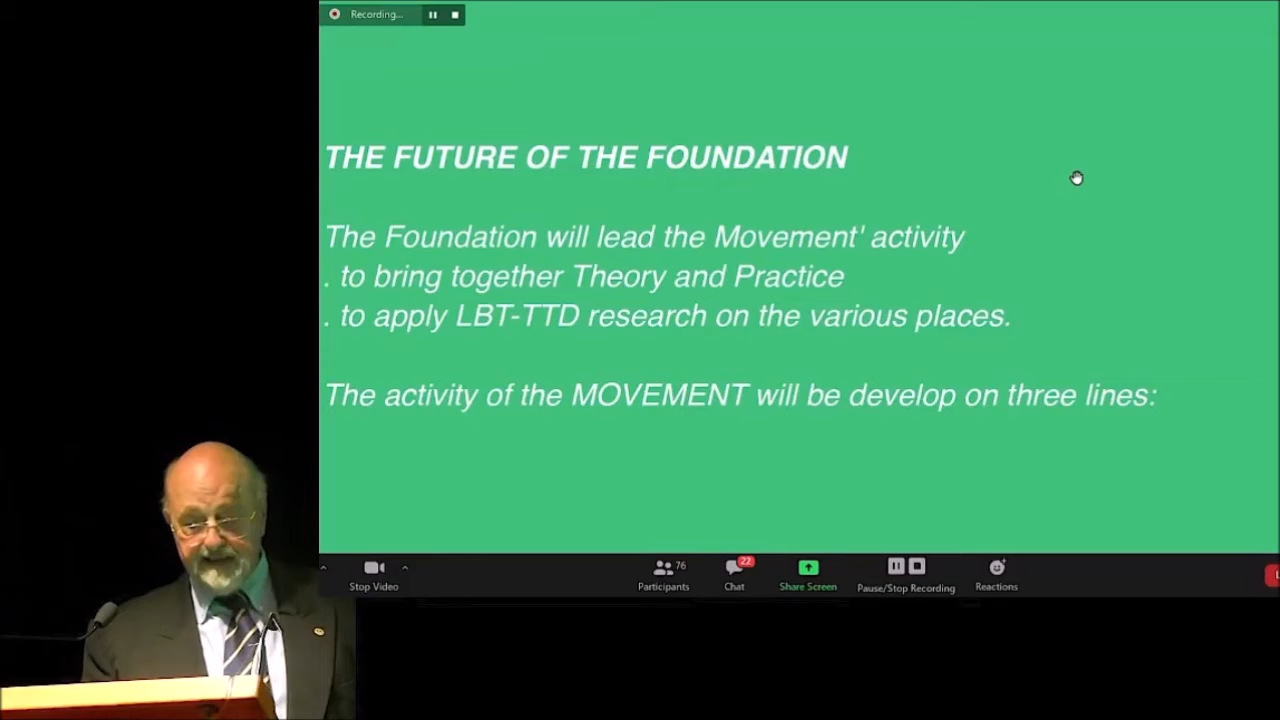 Recording...
THE FUTURE OF THE FOUNDATION
The Foundation will lead the Movement' activity
. to bring together Theory and Practice
. to apply LBT-TTD research on the various places.
The activity of the MOVEMENT will be develop on three lines:
76
22
Stop Video
Participants
Chat
Share Screen
Pause/Stop Recording
Reactions